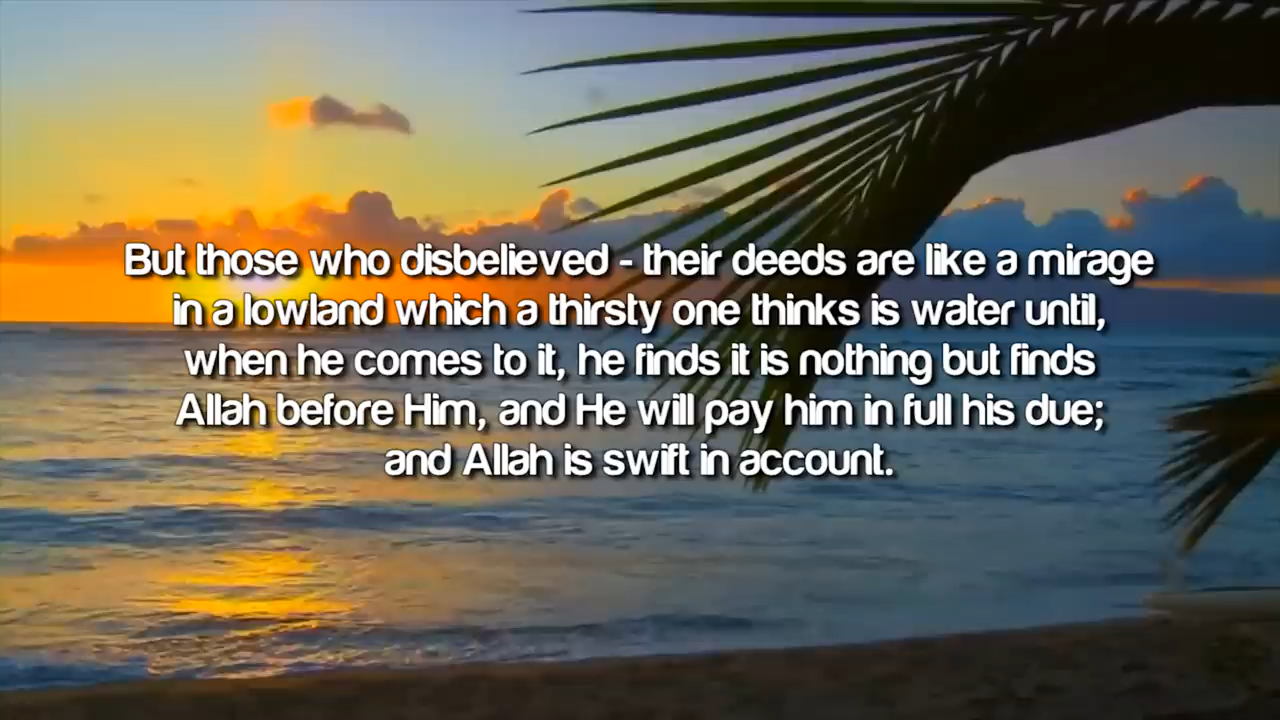 But those who disbelieved - their deeds are like a mirage
in a lowland which a thirsty one thinks is water until,
when he comes to it, he finds it is nothing but finds
Allah before Him, and He will pay him in full his due;
and Allah is swift in account.